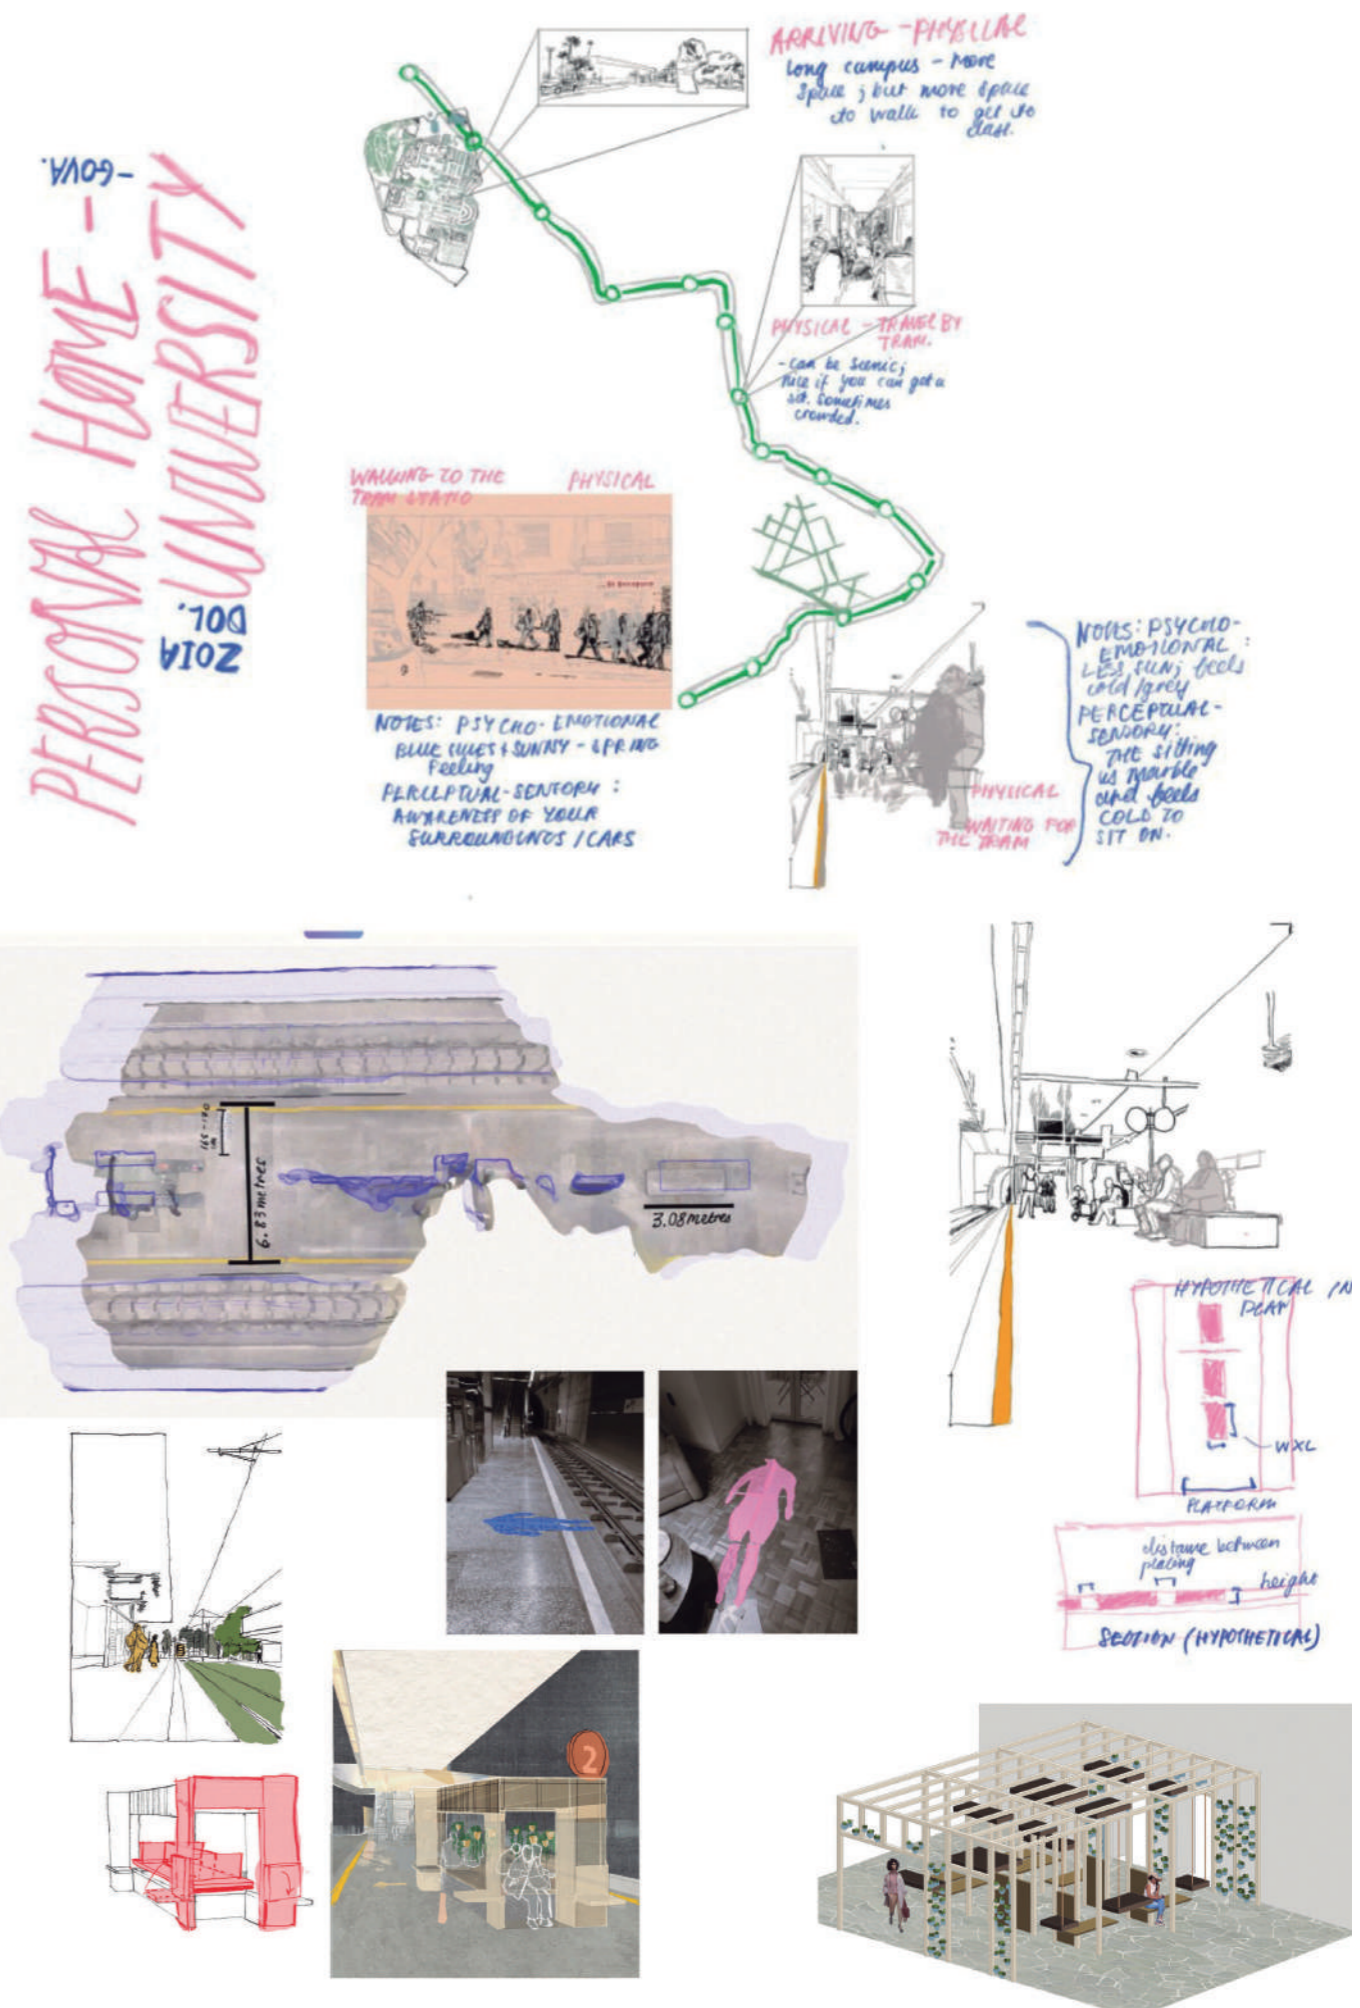 PERSONAL HOME -
UNIVERSITY
ZOIA
DOL.
-GOVA.
ARRIVING - PHYSICAL
Long campus - More
Space; but more space
to walk to get to
class.
PHYSICAL - TRAVEL BY
TRAM.
- can be scenic;
nice if you can get a
sit. Sometimes
crowded.
WALKING TO THE
TRAM STATIO
PHYSICAL
NOTES: PSYCHO-EMOTIONAL
BLUE SKIES & SUNNY - SPRING
Feeling
PERCEPTUAL-SENSORY:
AWARENESS OF YOUR
SURROUNDINGS / CARS
PHYSICAL
WAITING FOR
THE TRAM
NOTES: PSYCHO-
EMOTIONAL:
LESS SUN; feels
cold/grey
PERCEPTUAL-
SENSORY:
THE sitting
is marble
and feels
COLD TO
SIT ON.
6.83 metres
3.08 metres
HYPOTHETICAL IN
PLAN
WXL
PLATFORM
distance between
placing
height
SECTION (HYPOTHETICAL)
2